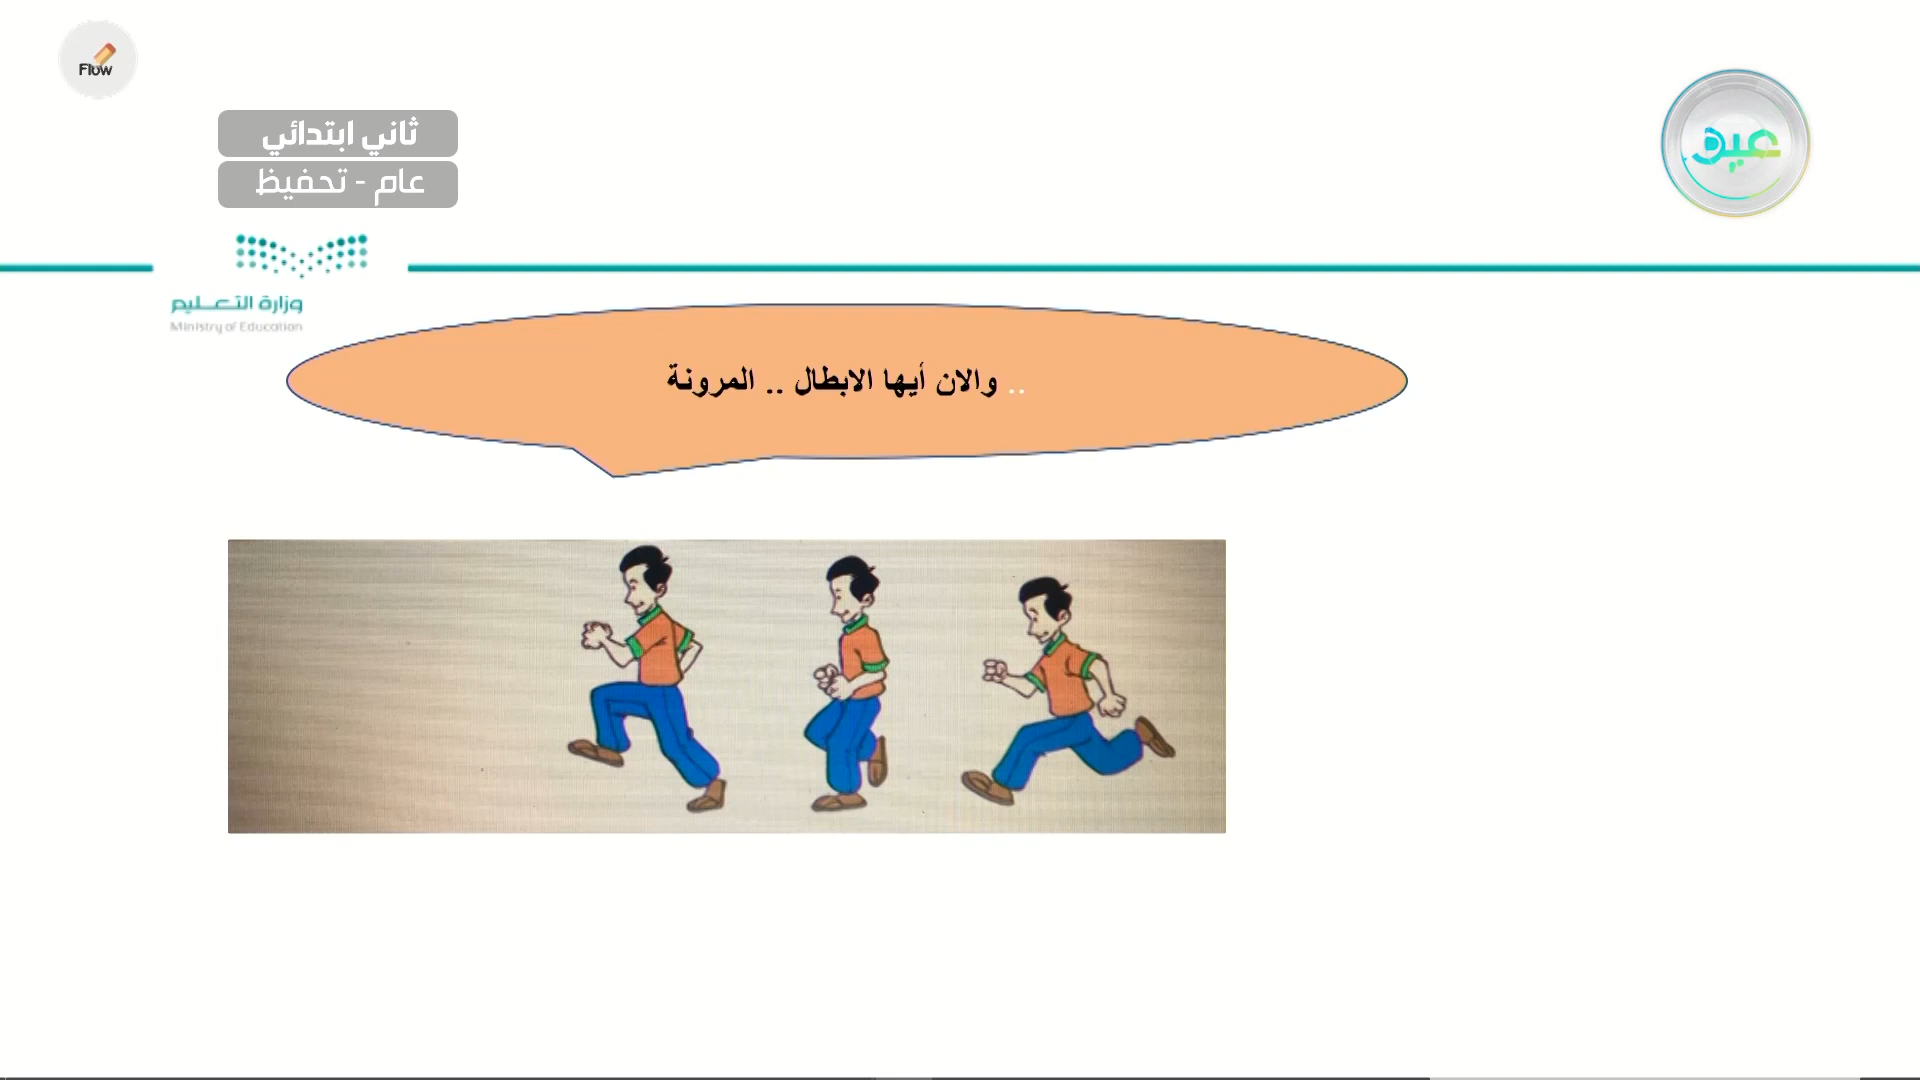 Flow
عين
ثاني ابتدائي
عام - تحفيظ
وزارة التعليم
Ministry of Education
.. والان أيها الابطال .. المرونة